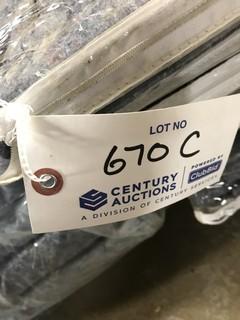 LOT NO
670 C
CENTURY
AUCTIONS
POWERED BY
ClubBid
A DIVISION OF CENTURY SERVICES